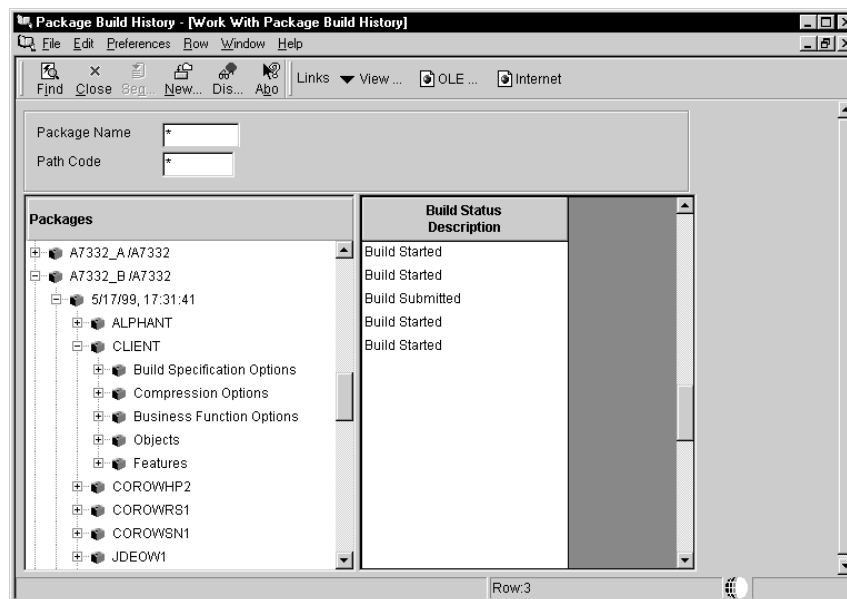 Package Build History - [Work With Package Build History]
File Edit Preferences Row Window Help
Find Close Seq... New... Dis... Abo Links View ... OLE ... Internet
Package Name *
Path Code *
Packages
Build Status
Description
A7332_A /A7332
Build Started
A7332_B /A7332
Build Started
5/17/99, 17:31:41
Build Submitted
ALPHANT
Build Started
CLIENT
Build Started
Build Specification Options
Compression Options
Business Function Options
Objects
Features
COROWHP2
COROWRS1
COROWSN1
JDEOW1
Row:3